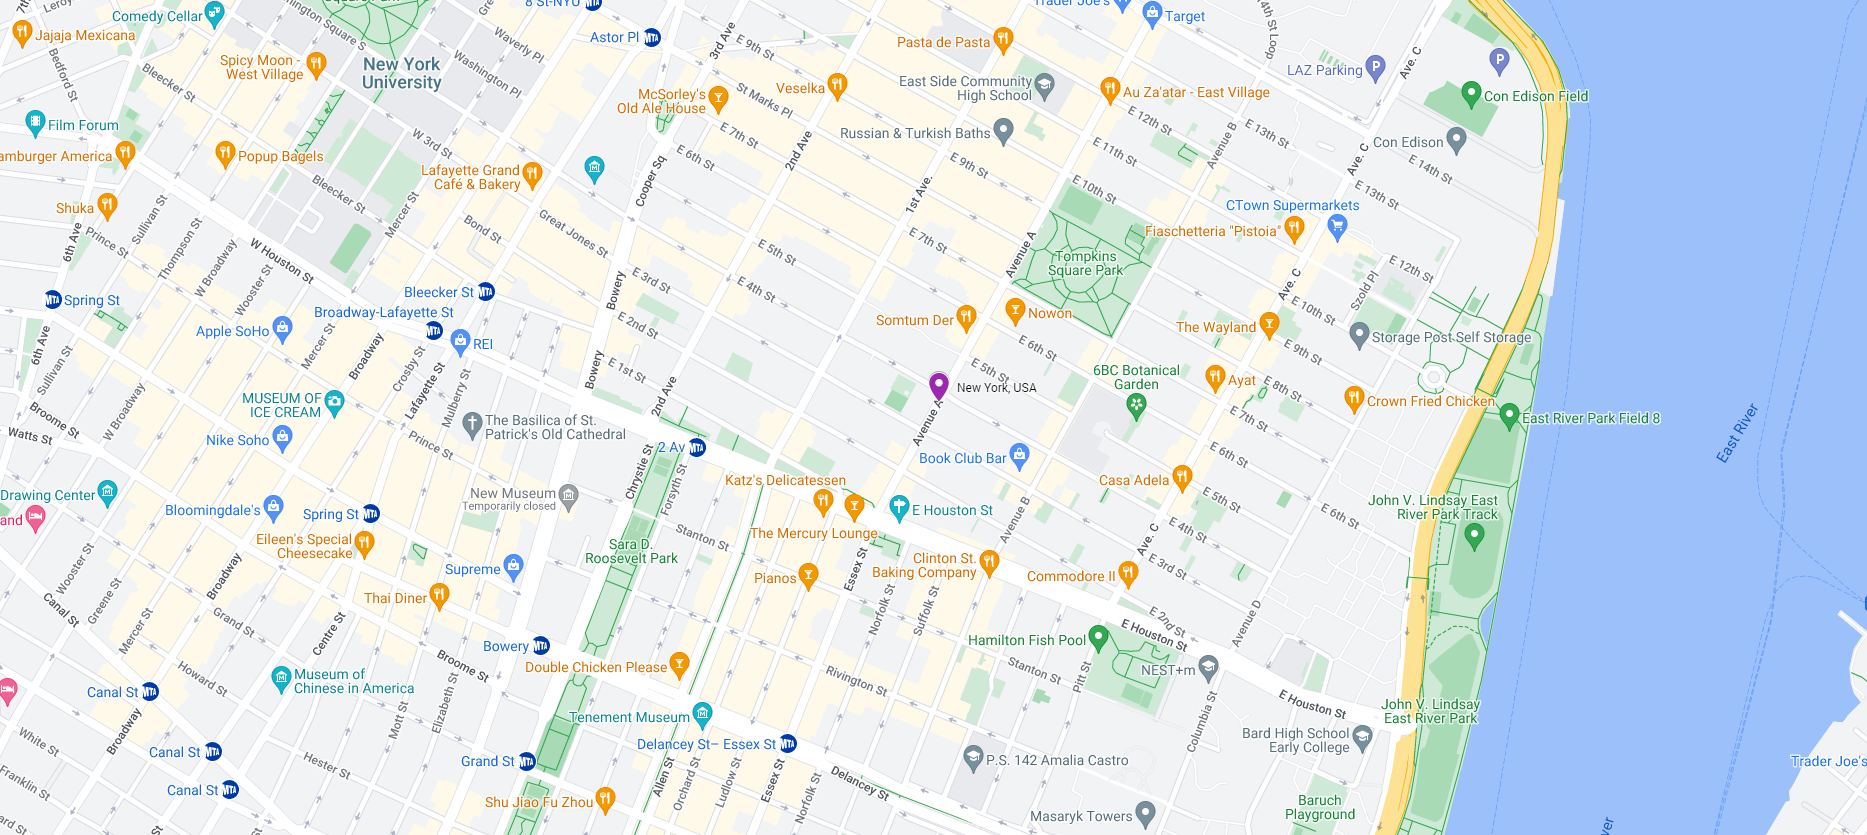 Comedy Cellar
Jajaja Mexicana
Spicy Moon -
West Village
New York
University
Astor Pl
8 St-NYU
3rd Ave
Waverly Pl
Washington Pl
Bleecker St
Bedford St
Leroy
Film Forum
amburger America
Popup Bagels
Shuka
Sullivan St
Thompson St
W Broadway
Wooster St
Prince St
6th Ave
W 3rd St
Bleecker St
Mercer St
W Houston St
Lafayette Grand
Café & Bakery
McSorley's
Old Ale House
Veselka
E 9th St
St Marks Pl
E 7th St
E 6th St
2nd Ave
Cooper Sq
Bond St
Great Jones St
E 5th St
E 4th St
E 3rd St
E 2nd St
E 1st St
Bowery
Pasta de Pasta
East Side Community
High School
Russian & Turkish Baths
Trader Joe's
Target
Au Za'atar - East Village
E 12th St
E 11th St
E 10th St
E 9th St
E 7th St
1st Ave.
Avenue A
Avenue B
E 13th St
14th St Loop
LAZ Parking
Ave. C
Con Edison Field
Con Edison
E 14th St
E 13th St
Ave. C
CTown Supermarkets
Fiaschetteria "Pistoia"
Tompkins
Square Park
E 12th St
Szold Pl
E 10th St
Ave. C
Storage Post Self Storage
The Wayland
E 9th St
E 8th St
Ayat
E 7th St
Crown Fried Chicken
East River Park Field 8
East River
6BC Botanical
Garden
Somtum Der
Nowon
E 6th St
E 5th St
New York, USA
Avenue A
Book Club Bar
Casa Adela
E 6th St
E 5th St
E 4th St
E 3rd St
E 2nd St
Avenue B
Ave. C
Avenue D
John V. Lindsay East
River Park Track
Spring St
Apple SoHo
Bleecker St
Broadway-Lafayette St
REI
6th Ave
Sullivan St
Mercer St
Broadway
Crosby St
Lafayette St
Mulberry St
Bowery
2nd Ave
MUSEUM OF
ICE CREAM
Nike Soho
W Broadway
Broome St
Watts St
Prince St
The Basilica of St.
Patrick's Old Cathedral
2 Av
Chrystie St
Forsyth St
Katz's Delicatessen
The Mercury Lounge
E Houston St
Drawing Center
Bloomingdale's
Spring St
New Museum
Temporarily closed
Eileen's Special
Cheesecake
Supreme
Thai Diner
Sara D.
Roosevelt Park
Stanton St
Pianos
Essex St
Norfolk St
Suffolk St
Clinton St.
Baking Company
Commodore II
E Houston St
Hamilton Fish Pool
NEST+m
Stanton St
Pitt St
Columbia St
Rivington St
E Houston St
John V. Lindsay
East River Park
Bard High School
Early College
and
Wooster St
Greene St
Broadway
Canal St
Mercer St
Grand St
Centre St
Howard St
Bowery
Broome St
Double Chicken Please
Museum of
Chinese in America
Elizabeth St
Mott St
Tenement Museum
Delancey St– Essex St
Canal St
Broadway
White St
Canal St
Canal St
Franklin St
Hester St
Grand St
Shu Jiao Fu Zhou
Allen St
Orchard St
Ludlow St
Essex St
Norfolk St
Delancey St
P.S. 142 Amalia Castro
Masaryk Towers
Baruch
Playground
Trader Joe's